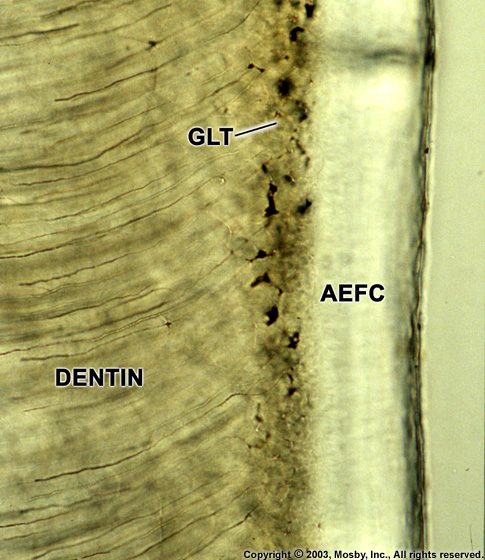 GLT
AEFC
DENTIN
Copyright © 2003, Mosby, Inc., All rights reserved.